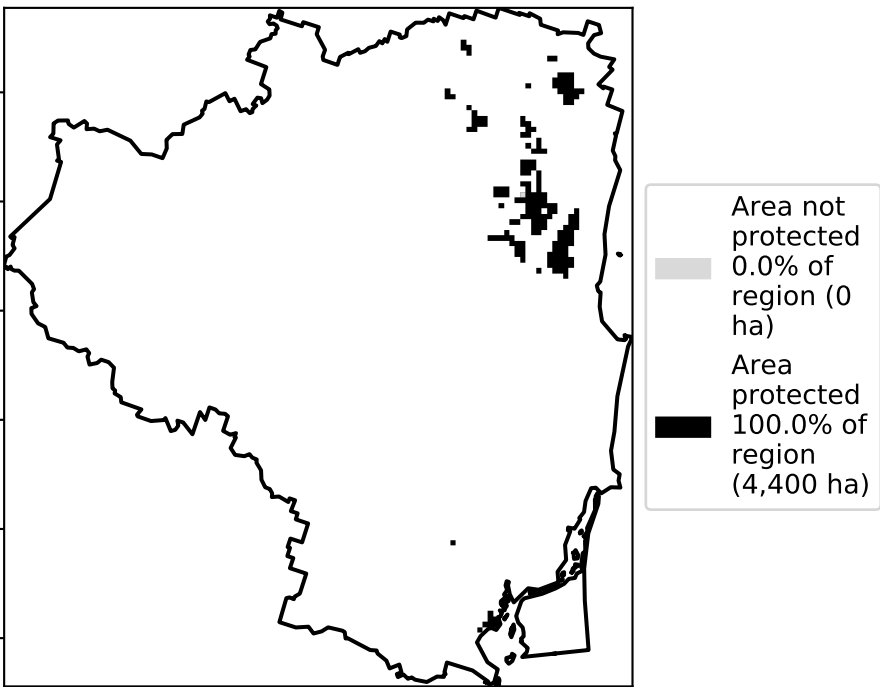 Area not
protected
0.0% of
region (0
ha)
Area
protected
100.0% of
region
(4,400 ha)